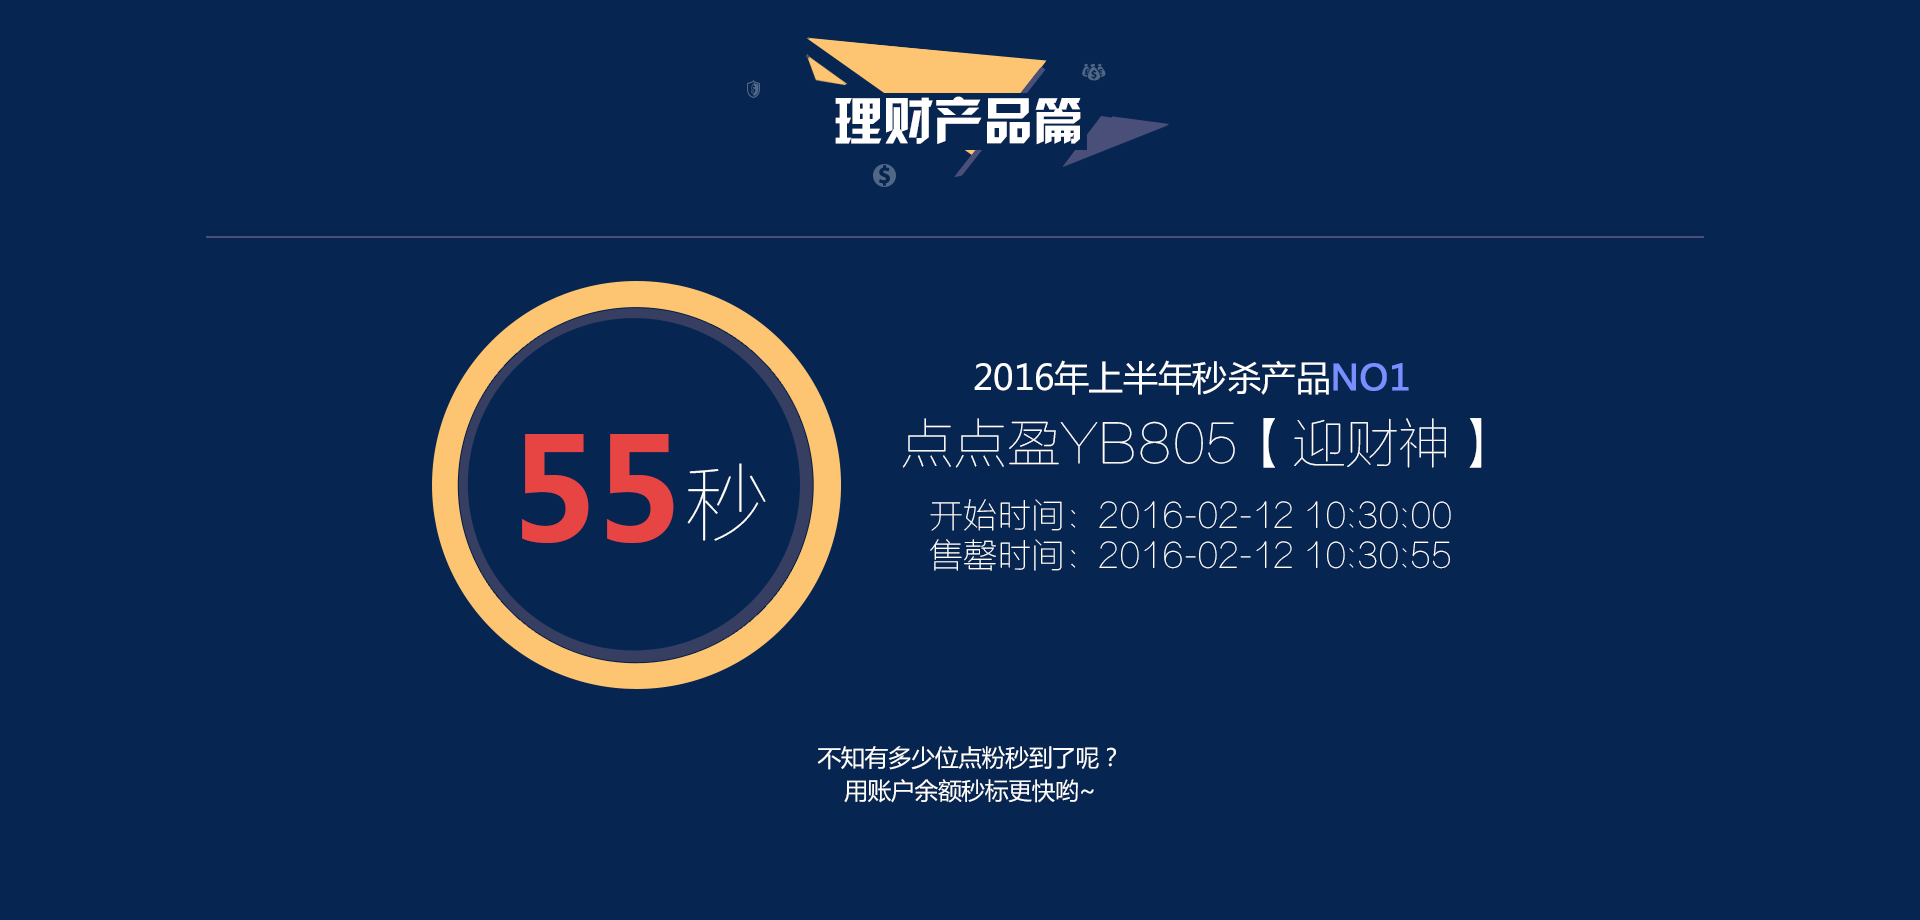 理财产品篇
55秒
2016年上半年秒杀产品NO1
点点盈YB805【迎财神】
开始时间：2016-02-12 10:30:00
售罄时间：2016-02-12 10:30:55
不知有多少位点粉秒到了呢？
用账户余额秒标更快哟~